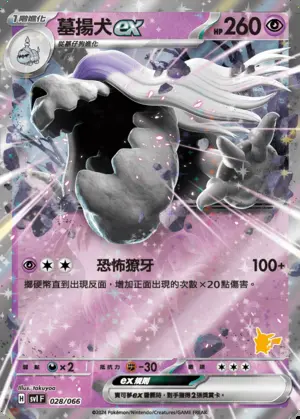 1階進化 墓揚犬ex HP260
從墓仔狗進化
恐怖獠牙 100+
擲硬幣直到出現反面，增加正面出現的次數×20點傷害。
弱點 ×2 抵抗力 -30 撤退
ex規則
寶可夢ex昏厥時，對手獲得2張獎賞卡。
Illus. takuyoa
H svI F 028/066
©2024 Pokémon/Nintendo/Creatures/GAME FREAK